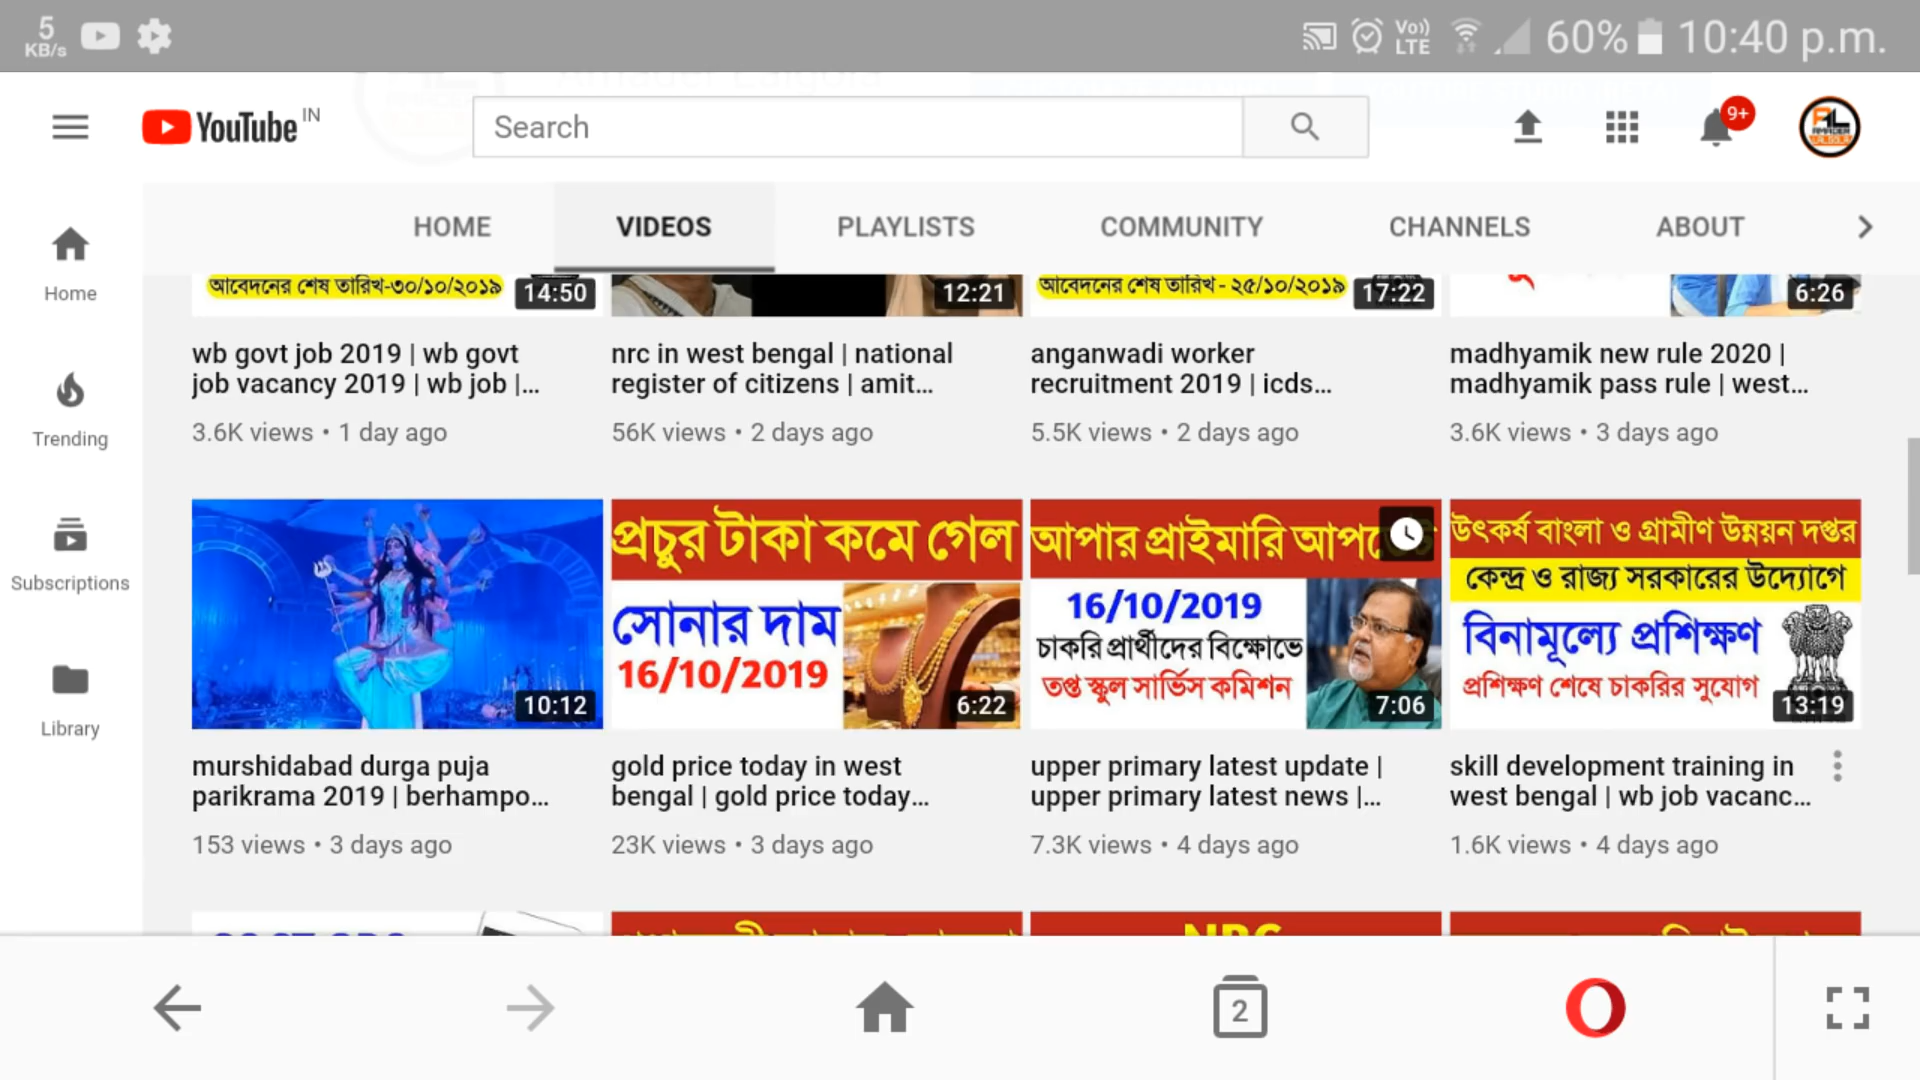 5
KB/s
Vo))
LTE
60%
10:40 p.m.
Amader Lalgola
YouTube IN
Search
9+
HOME
VIDEOS
PLAYLISTS
COMMUNITY
CHANNELS
ABOUT
Home
Trending
Subscriptions
Library
আবেদনের শেষ তারিখ-৩০/১০/২০১৯
14:50
12:21
আবেদনের শেষ তারিখ - ২৫/১০/২০১৯
17:22
6:26
wb govt job 2019 | wb govt
job vacancy 2019 | wb job |...
3.6K views • 1 day ago
nrc in west bengal | national
register of citizens | amit...
56K views • 2 days ago
anganwadi worker
recruitment 2019 | icds...
5.5K views • 2 days ago
madhyamik new rule 2020 |
madhyamik pass rule | west...
3.6K views • 3 days ago
10:12
প্রচুর টাকা কমে গেল
সোনার দাম
16/10/2019
6:22
আপার প্রাইমারি
16/10/2019
চাকরি প্রার্থীদের বিক্ষোভে
তপ্ত স্কুল সার্ভিস কমিশন
7:06
উৎকর্ষ বাংলা ও গ্রামীণ উন্নয়ন দপ্তর
কেন্দ্র ও রাজ্য সরকারের উদ্যোগে
বিনামূল্যে প্রশিক্ষণ
প্রশিক্ষণ শেষে চাকরির সুযোগ
13:19
murshidabad durga puja
parikrama 2019 | berhampo...
153 views • 3 days ago
gold price today in west
bengal | gold price today...
23K views • 3 days ago
upper primary latest update |
upper primary latest news |...
7.3K views • 4 days ago
skill development training in
west bengal | wb job vacanc...
1.6K views • 4 days ago
NRC
2